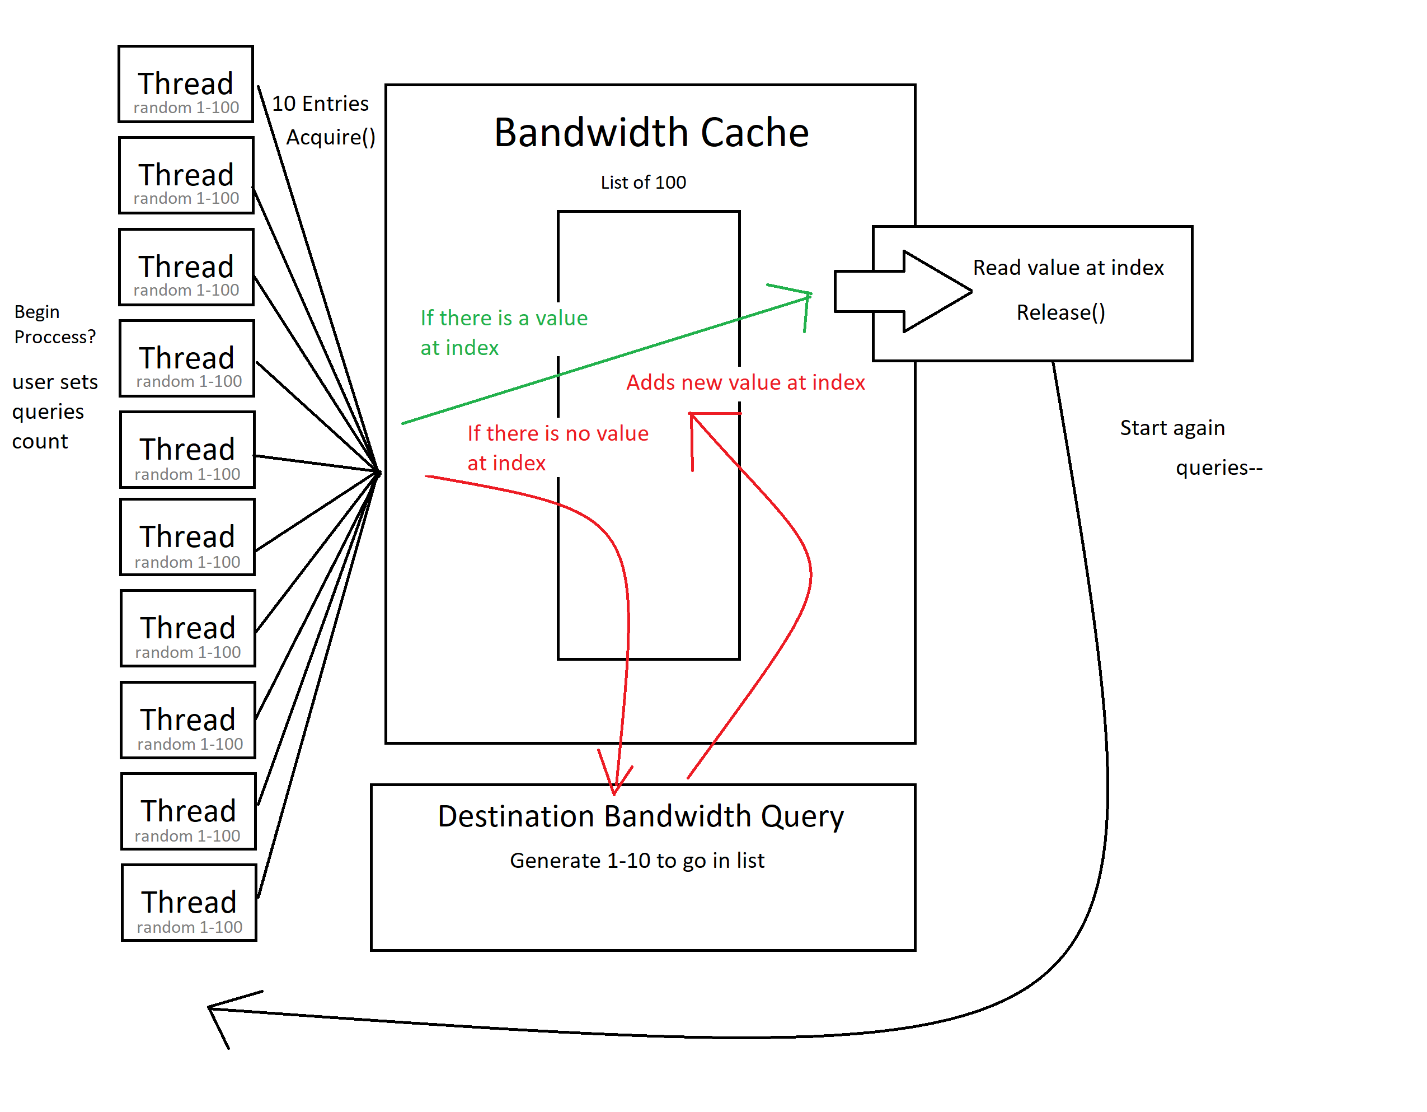 Thread
random 1-100
Thread
random 1-100
Thread
random 1-100
Thread
random 1-100
Thread
random 1-100
Thread
random 1-100
Thread
random 1-100
Thread
random 1-100
Thread
random 1-100
Thread
random 1-100
Begin
Proccess?
user sets
queries
count
10 Entries
Acquire()
Bandwidth Cache
List of 100
If there is a value
at index
Adds new value at index
If there is no value
at index
Read value at index
Release()
Start again
queries--
Destination Bandwidth Query
Generate 1-10 to go in list